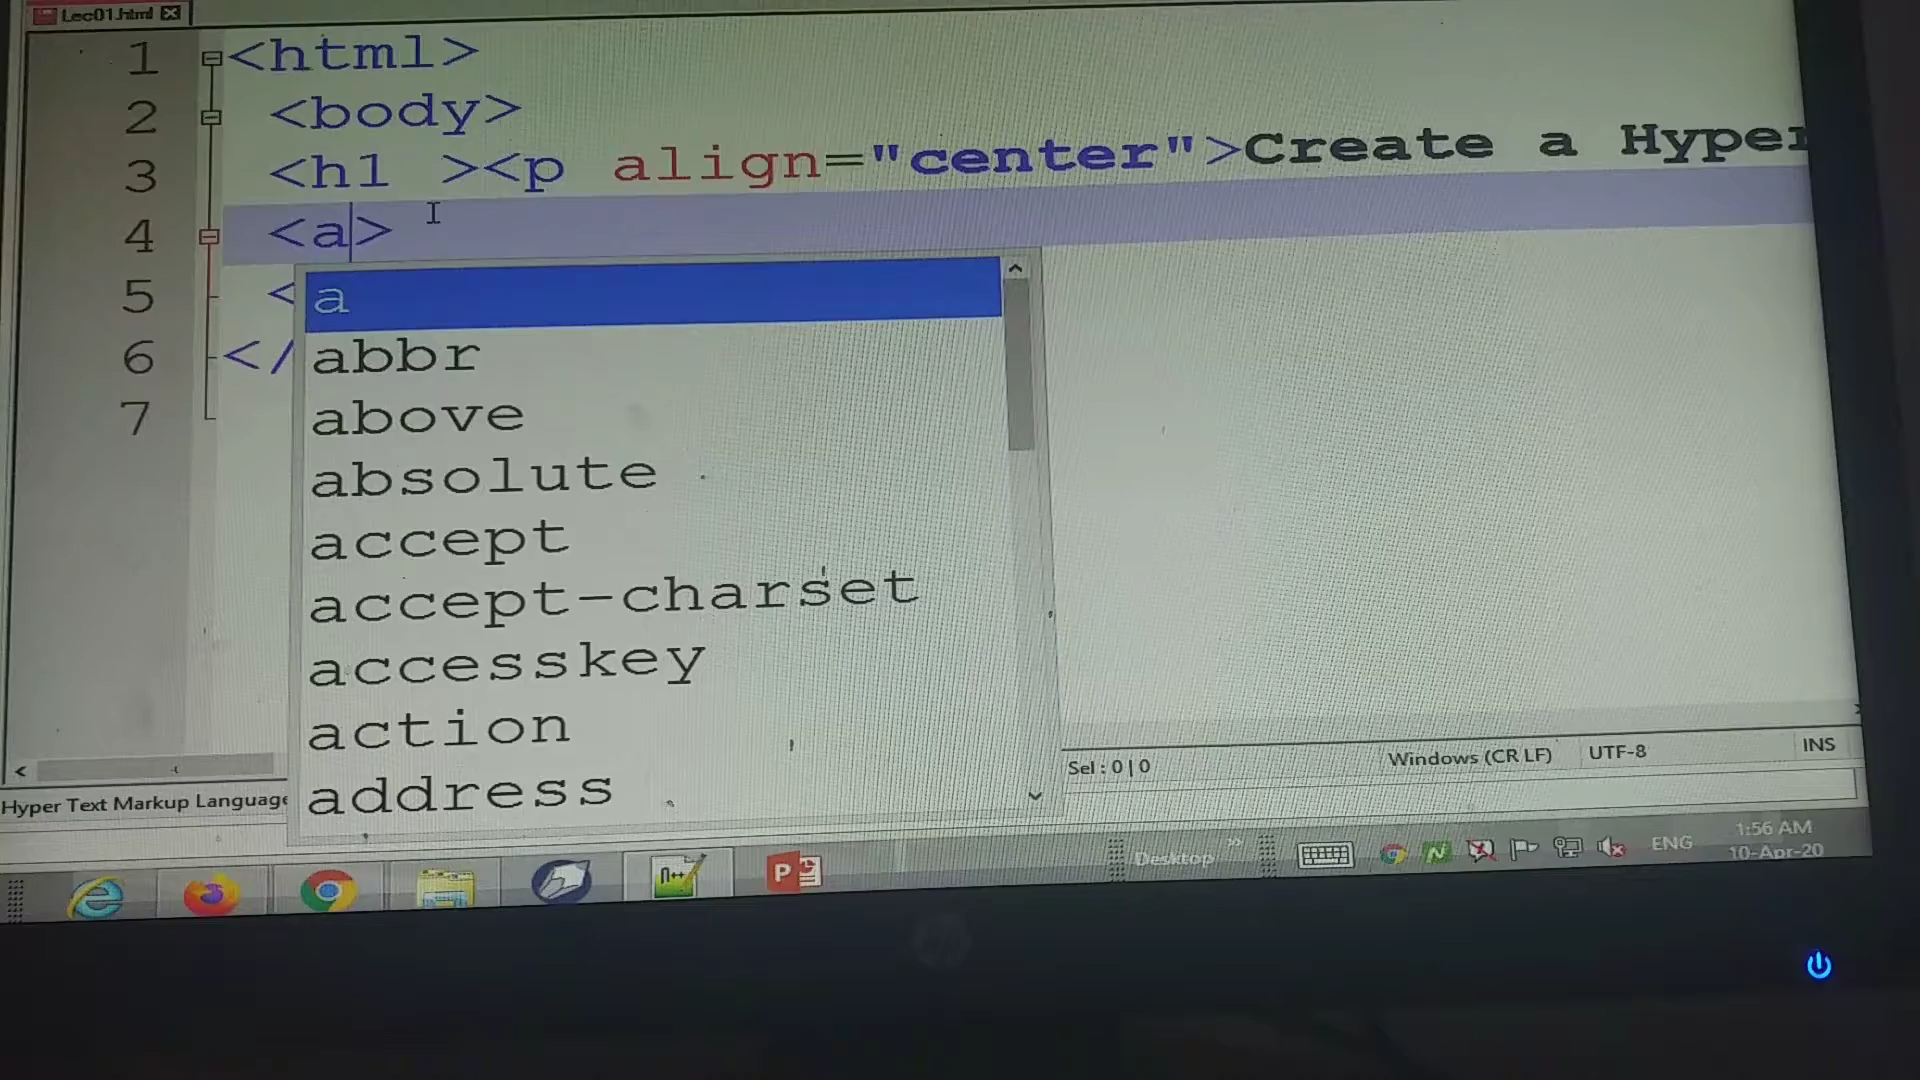 Lec01.html
1 <html>
2 <body>
3 <h1 ><p align="center">Create a Hyper
4 <a>
5 <
6 </
7
a
abbr
above
absolute
accept
accept-charset
accesskey
action
address
Sel : 0 | 0 Windows (CR LF) UTF-8 INS
Hyper Text Markup Language
Desktop » ENG 1:56 AM
10-Apr-20